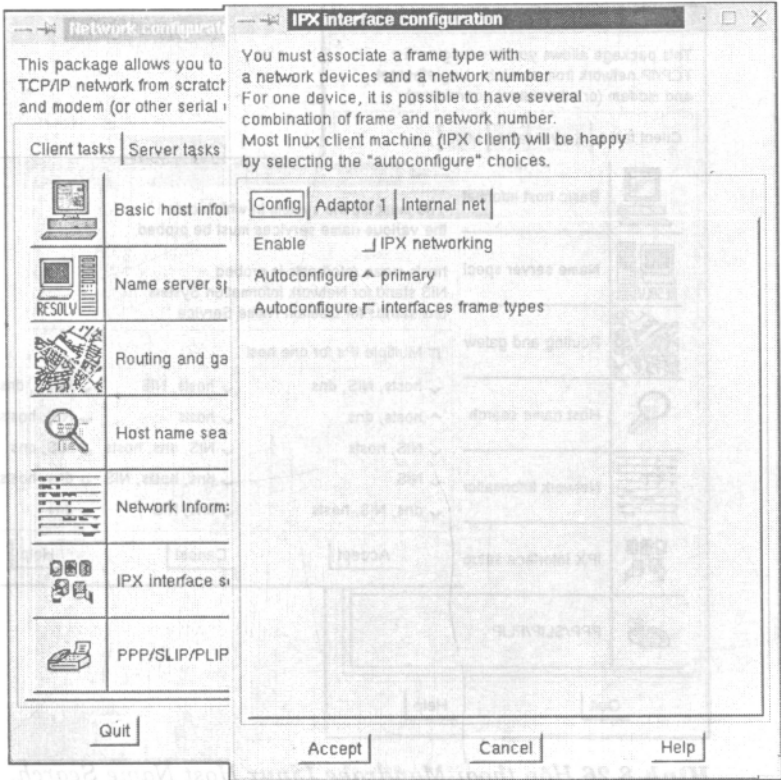 Network configurato
This package allows you to
TCP/IP network from scratch
and modem (or other serial
Client tasks Server tasks
Basic host infor
Name server sp
RESOLV
Routing and ga
Host name sea
Network Informa
IPX interface s
PPP/SLIP/PLIP
Quit
IPX interface configuration
You must associate a frame type with
a network devices and a network number
For one device, it is possible to have several
combination of frame and network number.
Most linux client machine (IPX client) will be happy
by selecting the "autoconfigure" choices.
Config Adaptor 1 Internal net
Enable IPX networking
Autoconfigure primary
Autoconfigure interfaces frame types
Accept Cancel Help